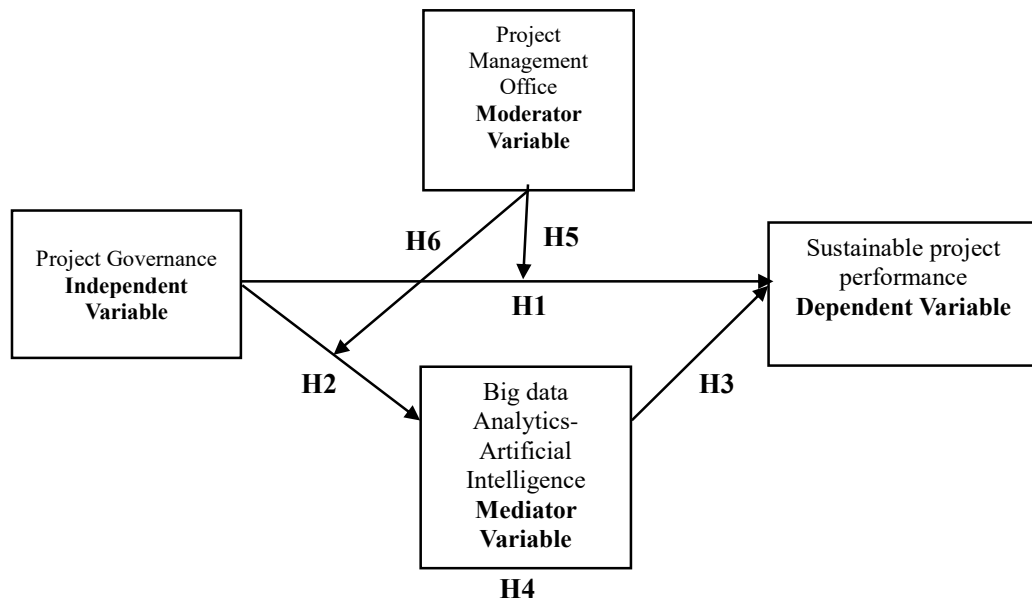 Project
Management
Office
Moderator
Variable
H6
H5
Project Governance
Independent
Variable
Sustainable project
performance
Dependent Variable
H1
H2
H3
Big data
Analytics-
Artificial
Intelligence
Mediator
Variable
H4